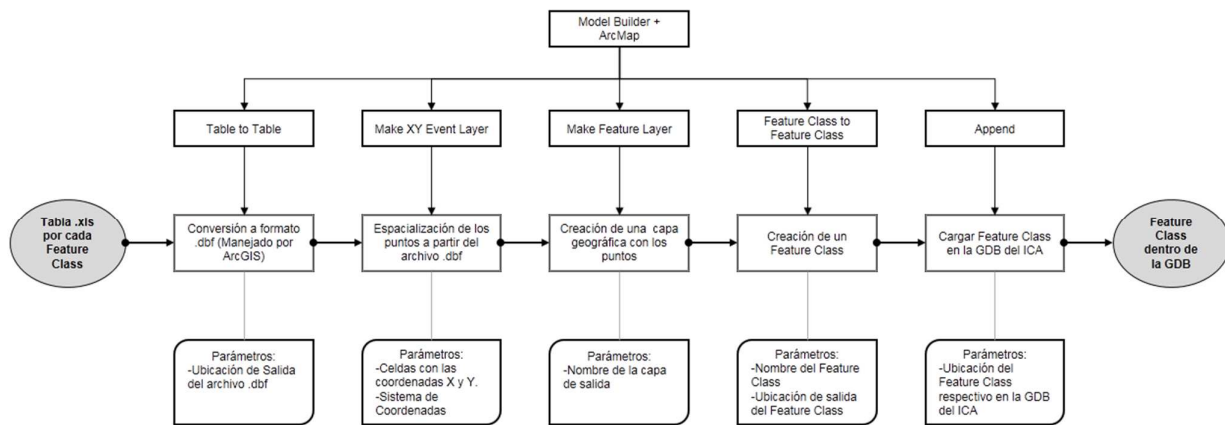 Model Builder +
ArcMap
Table to Table
Make XY Event Layer
Make Feature Layer
Feature Class to
Feature Class
Append
Tabla .xls
por cada
Feature
Class
Conversión a formato
.dbf (Manejado por
ArcGIS)
Espacialización de los
puntos a partir del
archivo .dbf
Creación de una capa
geográfica con los
puntos
Creación de un
Feature Class
Cargar Feature Class
en la GDB del ICA
Feature
Class
dentro de
la GDB
Parámetros:
-Ubicación de Salida
del archivo .dbf
Parámetros:
-Celdas con las
coordenadas X y Y.
-Sistema de
Coordenadas
Parámetros:
-Nombre de la capa
de salida
Parámetros:
-Nombre del Feature
Class
-Ubicación de salida
del Feature Class
Parámetros:
-Ubicación del
Feature Class
respectivo en la GDB
del ICA